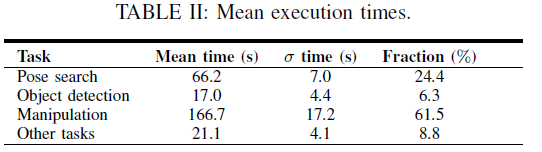 TABLE II: Mean execution times.
Task Mean time (s) σ time (s) Fraction (%)
Pose search 66.2 7.0 24.4
Object detection 17.0 4.4 6.3
Manipulation 166.7 17.2 61.5
Other tasks 21.1 4.1 8.8